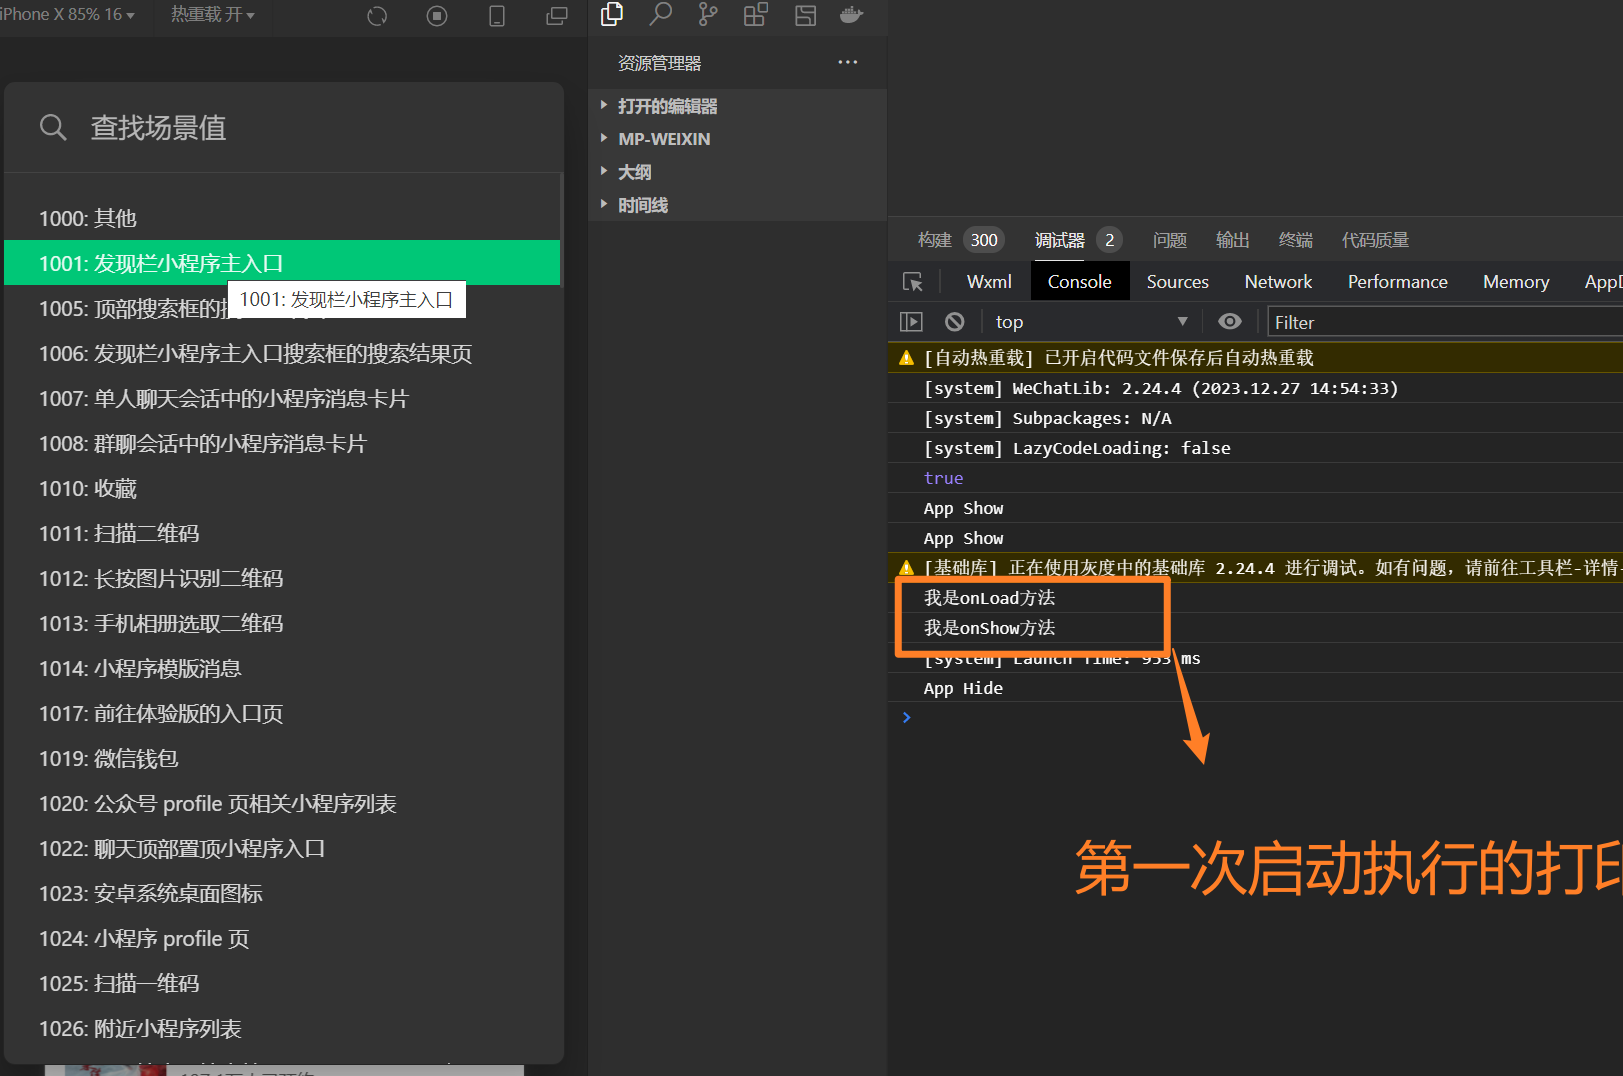 iPhone X 85% 16
热重载 开
查找场景值
1000: 其他
1001: 发现栏小程序主入口
1001: 发现栏小程序主入口
1005: 顶部搜索框的
1006: 发现栏小程序主入口搜索框的搜索结果页
1007: 单人聊天会话中的小程序消息卡片
1008: 群聊会话中的小程序消息卡片
1010: 收藏
1011: 扫描二维码
1012: 长按图片识别二维码
1013: 手机相册选取二维码
1014: 小程序模版消息
1017: 前往体验版的入口页
1019: 微信钱包
1020: 公众号 profile 页相关小程序列表
1022: 聊天顶部置顶小程序入口
1023: 安卓系统桌面图标
1024: 小程序 profile 页
1025: 扫描一维码
1026: 附近小程序列表
资源管理器
打开的编辑器
MP-WEIXIN
大纲
时间线
构建 300 调试器 2 问题 输出 终端 代码质量
Wxml Console Sources Network Performance Memory
top Filter
[自动热重载] 已开启代码文件保存后自动热重载
[system] WeChatLib: 2.24.4 (2023.12.27 14:54:33)
[system] Subpackages: N/A
[system] LazyCodeLoading: false
true
App Show
App Show
[基础库] 正在使用灰度中的基础库 2.24.4 进行调试。如有问题，请前往工具栏-详情-
我是onLoad方法
我是onShow方法
[system] Launch Time: 953 ms
App Hide
第一次启动执行的打印